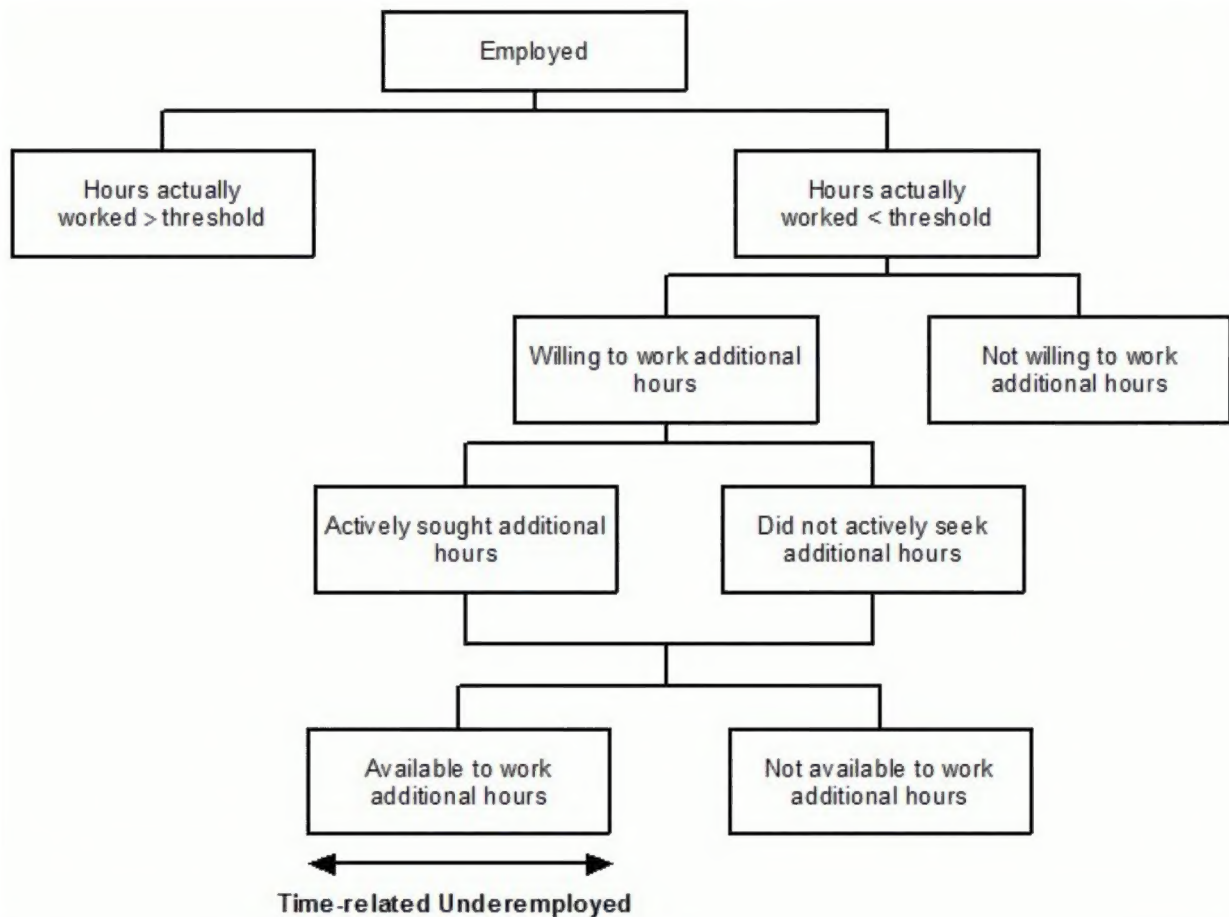 Employed
Hours actually
worked > threshold
Hours actually
worked < threshold
Willing to work additional
hours
Not willing to work
additional hours
Actively sought additional
hours
Did not actively seek
additional hours
Available to work
additional hours
Not available to work
additional hours
Time-related Underemployed